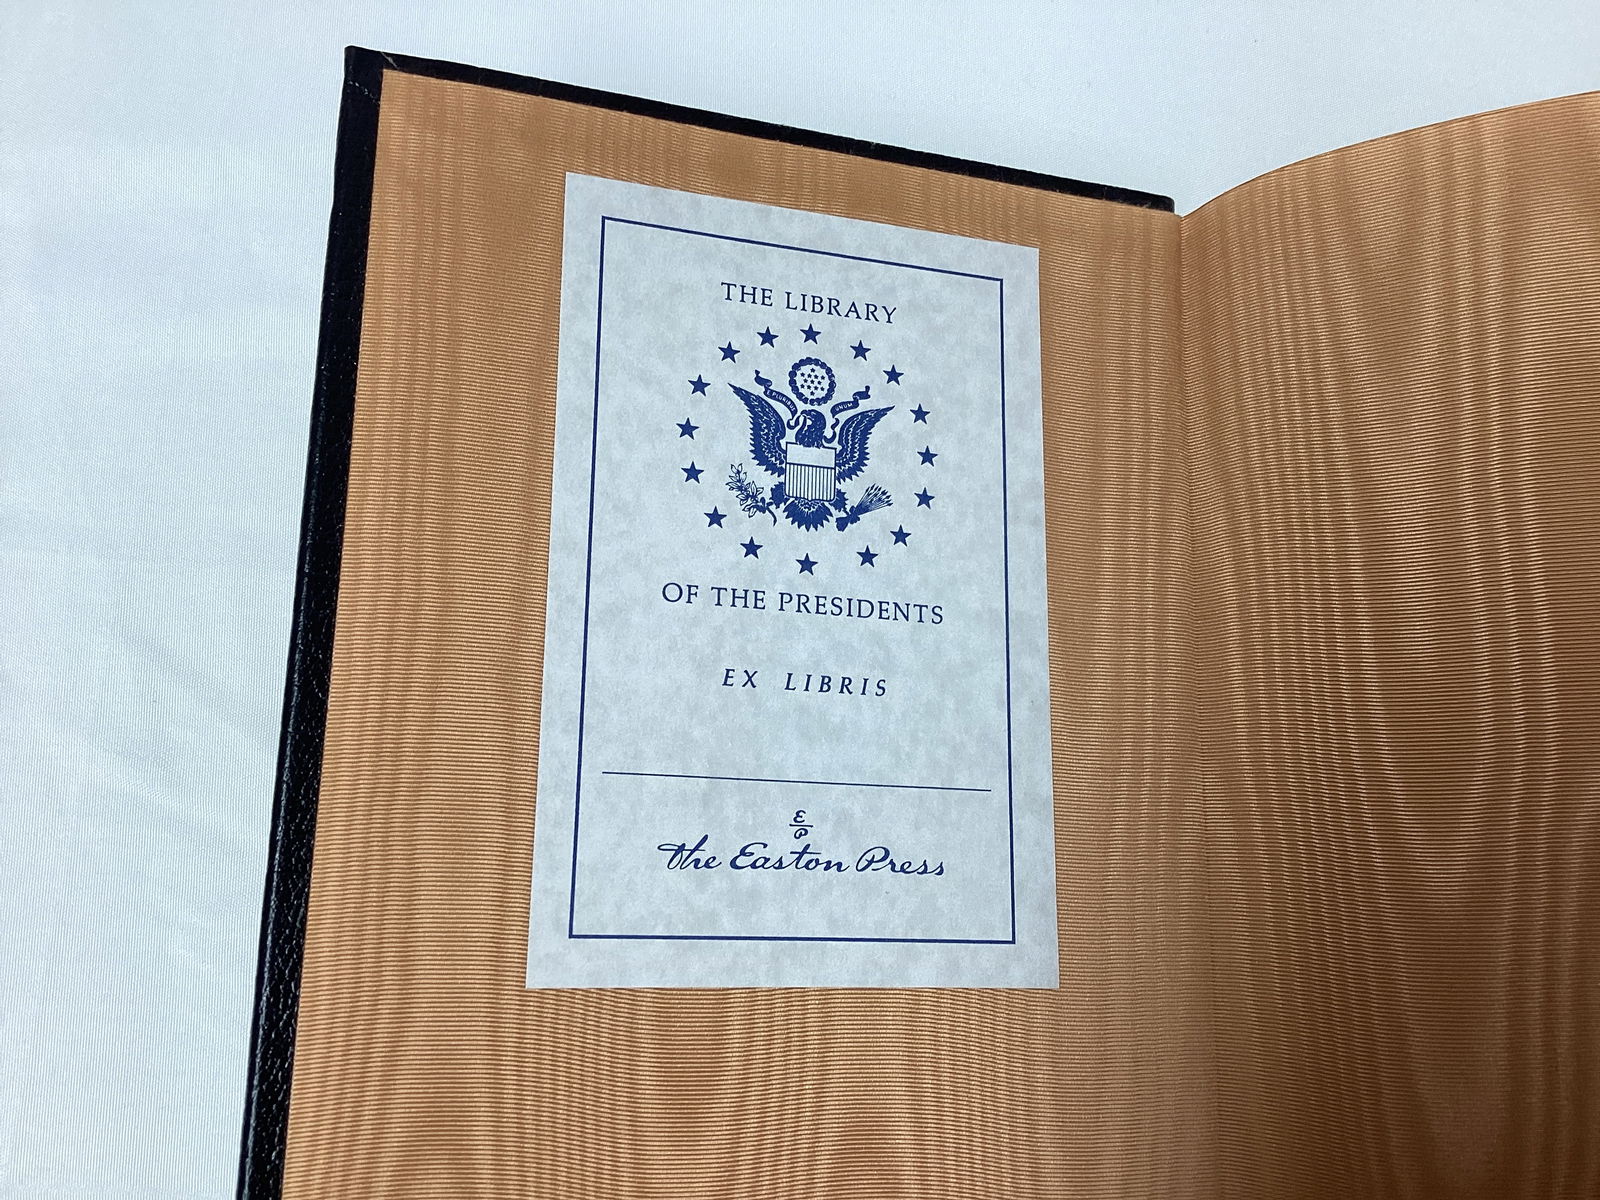 THE LIBRARY
E PLURIBUS UNUM
OF THE PRESIDENTS
EX LIBRIS
E
P
the Easton Press